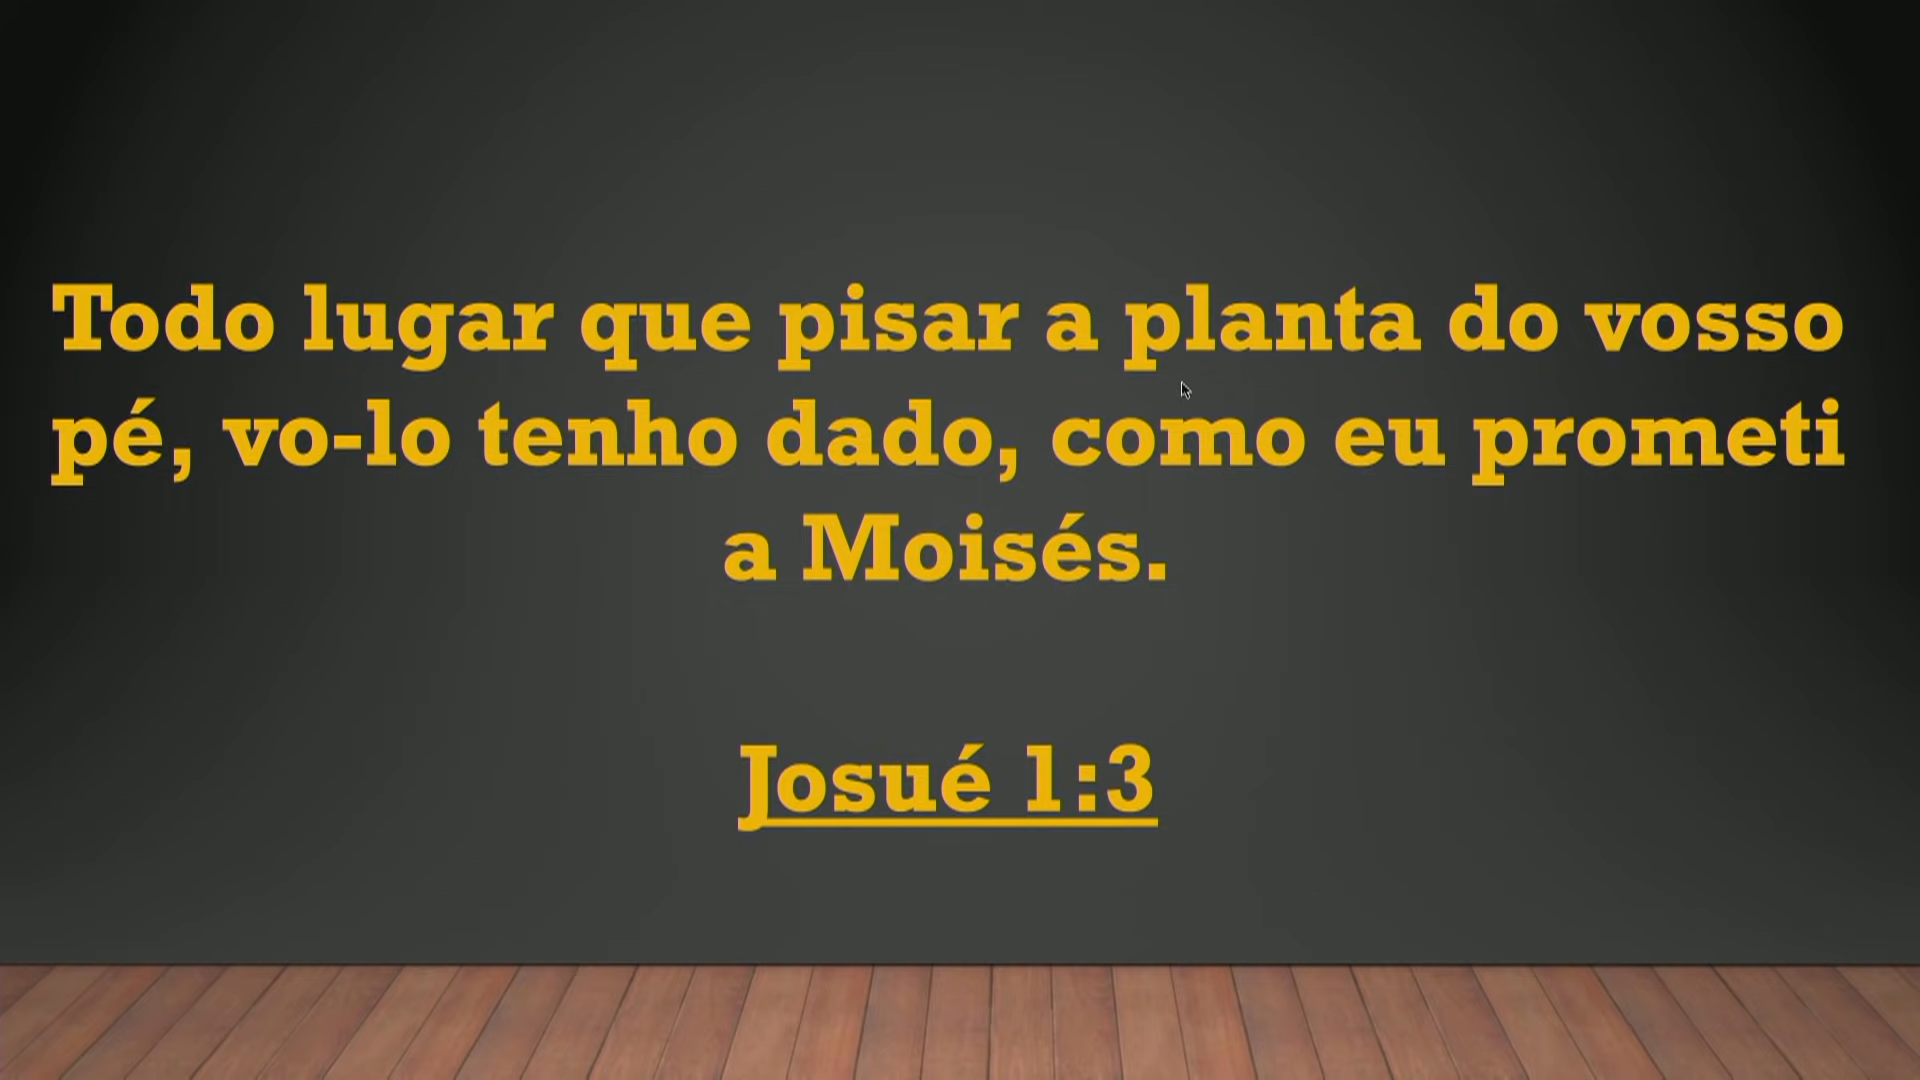 Todo lugar que pisar a planta do vosso
pé, vo-lo tenho dado, como eu prometi
a Moisés.
Josué 1:3